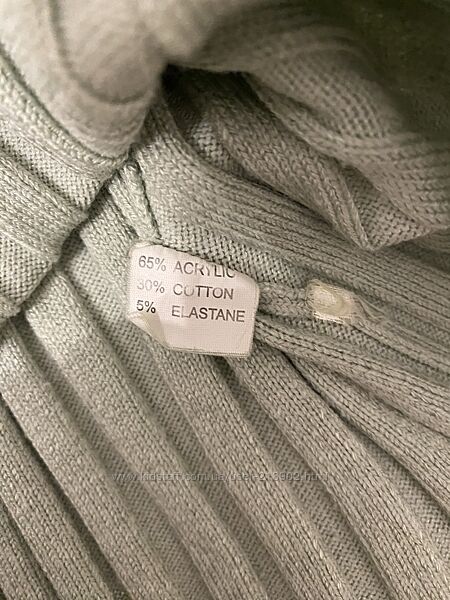 65% ACRYLIC
30% COTTON
5% ELASTANE